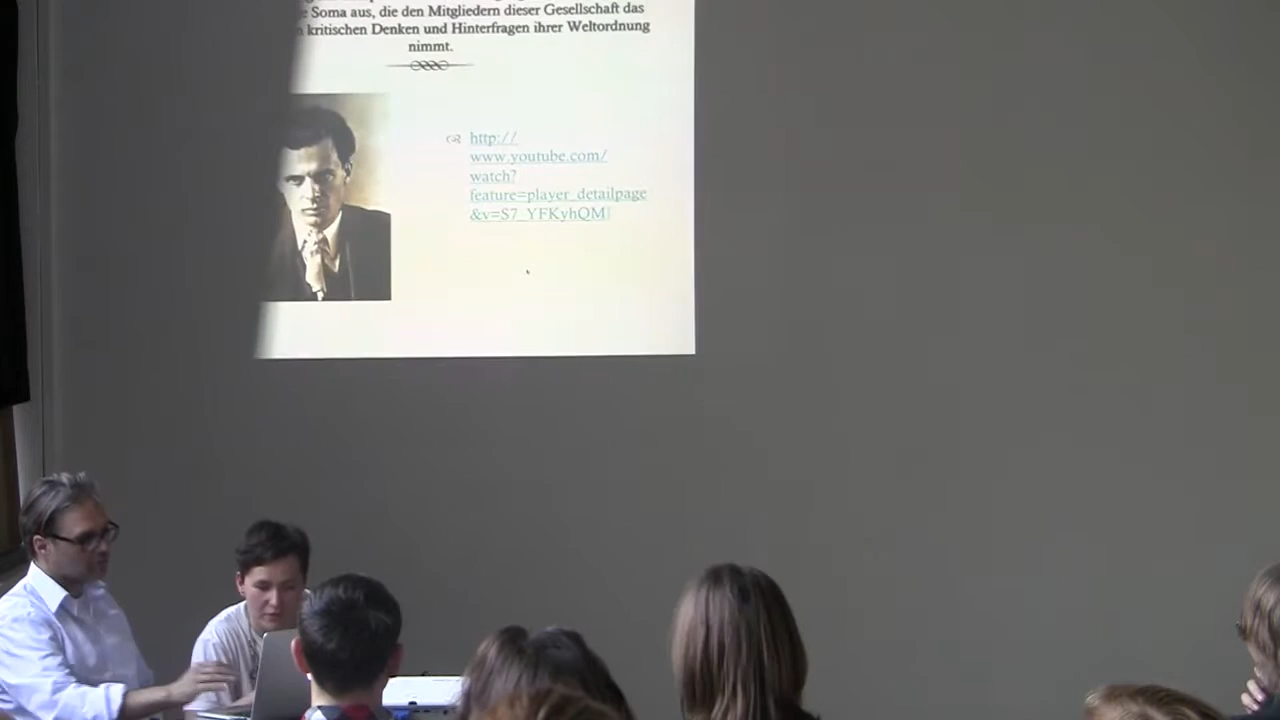 Soma aus, die den Mitgliedern dieser Gesellschaft das
kritischen Denken und Hinterfragen ihrer Weltordnung
nimmt.
http://
www.youtube.com/
watch?
feature=player_detailpage
&v=S7_YFKyhQM